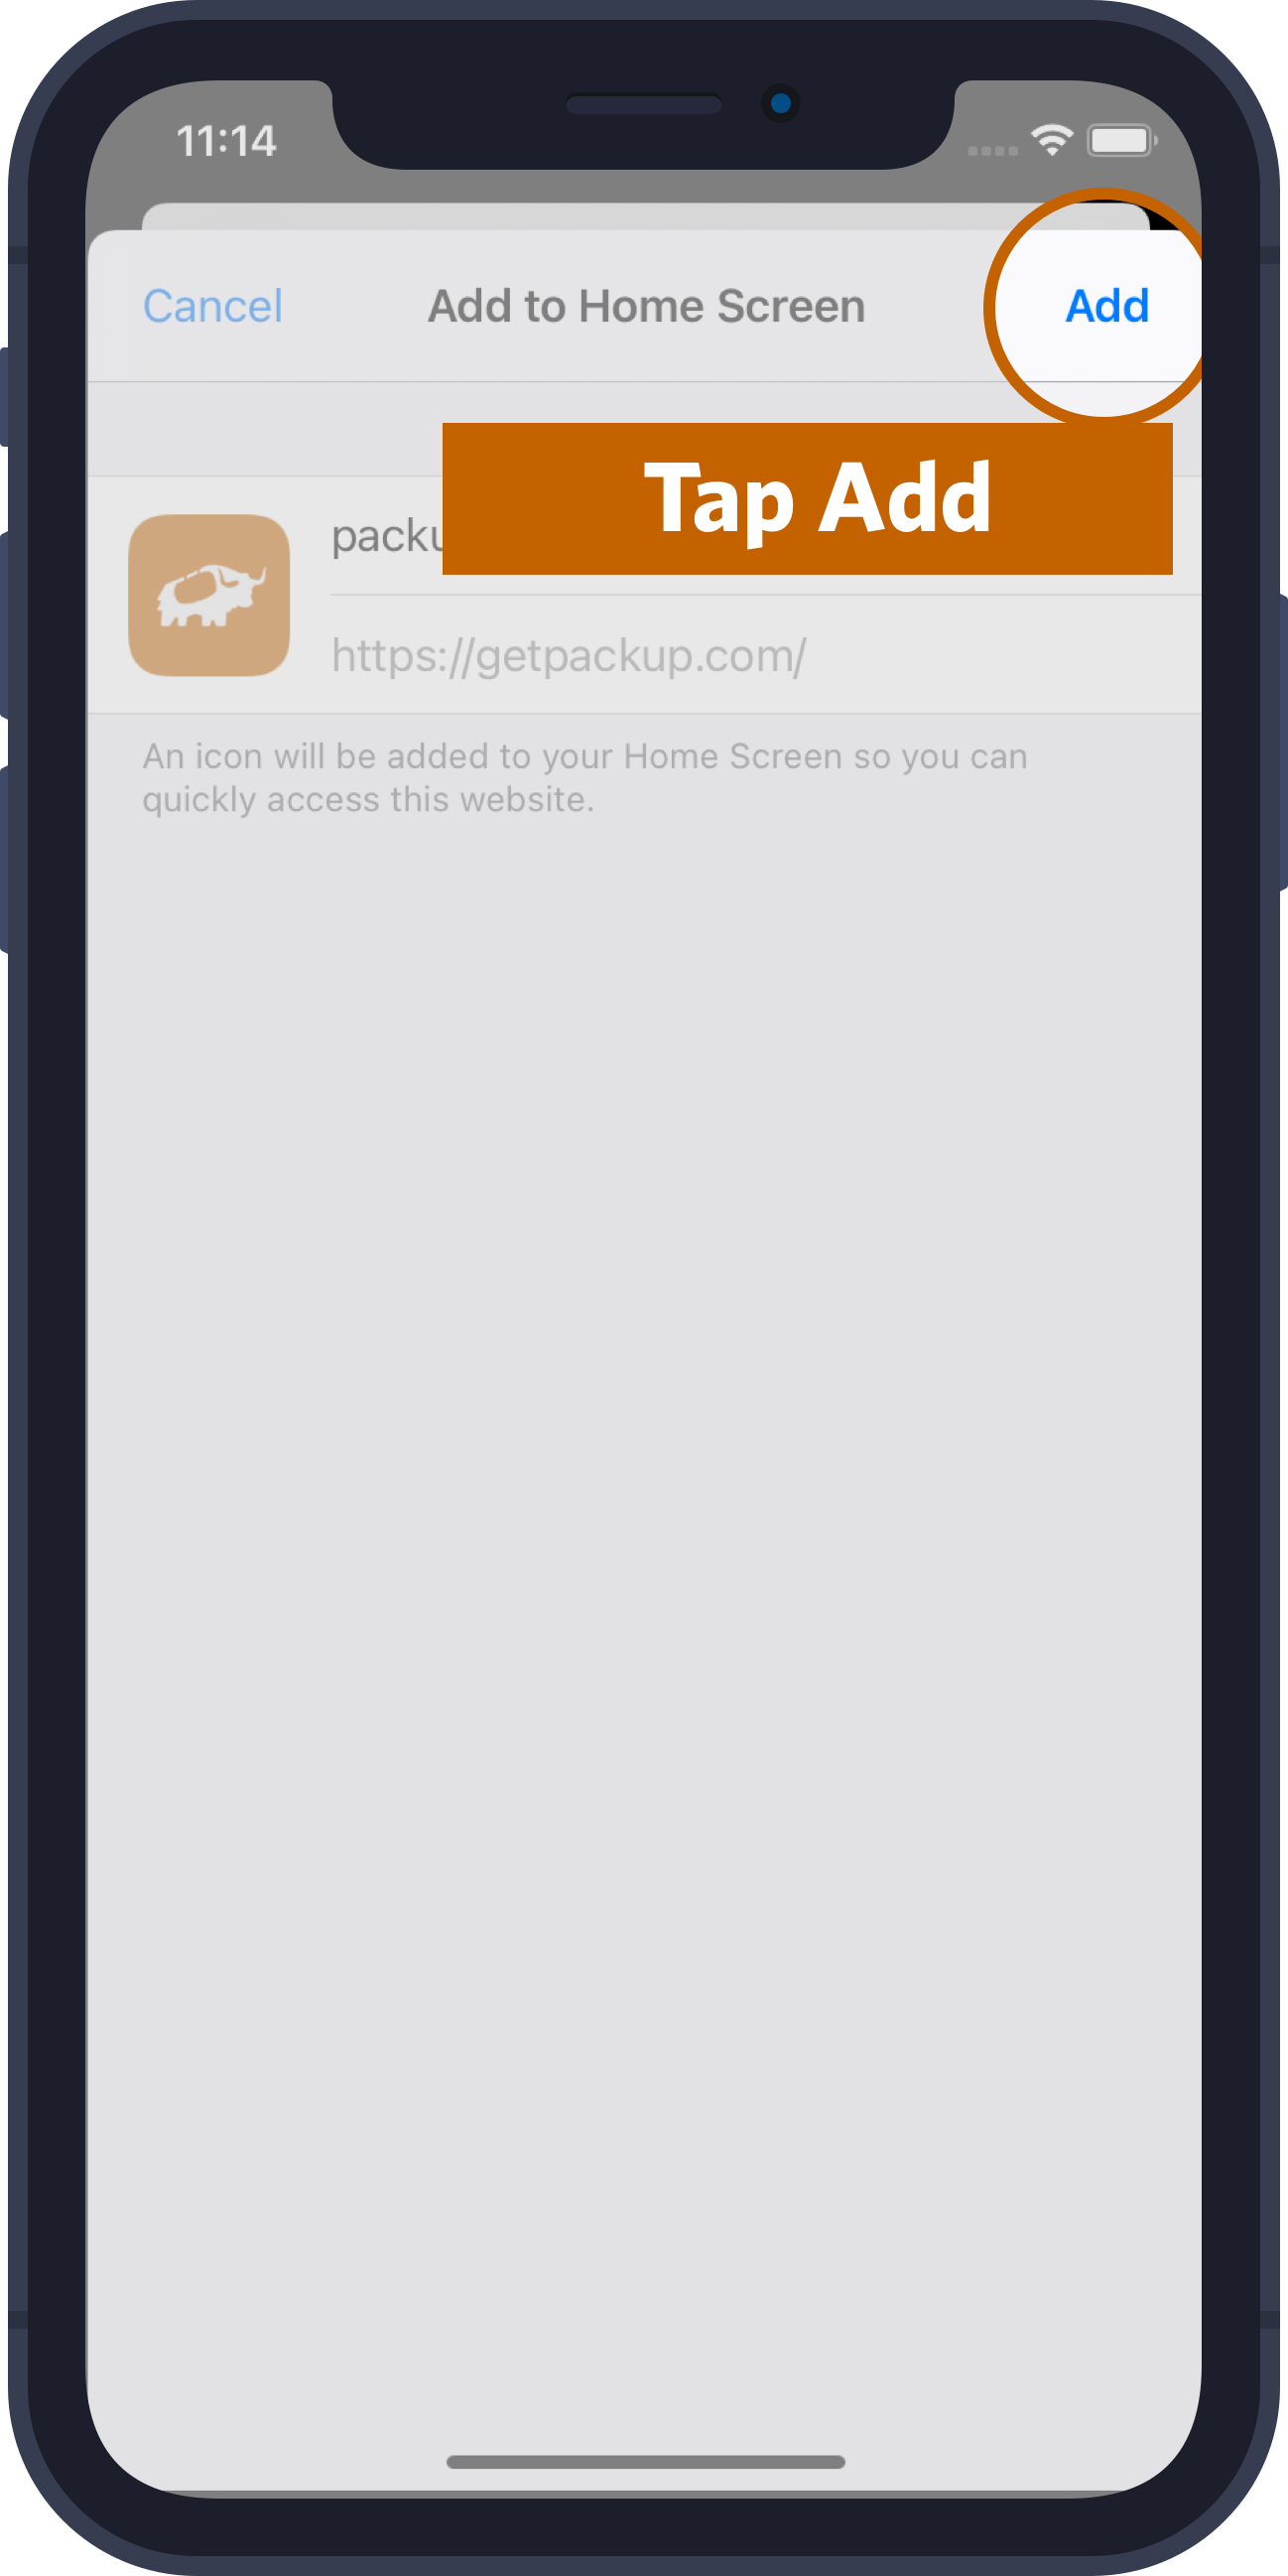 11:14
Cancel
Add to Home Screen
Add
Tap Add
https://getpackup.com/
An icon will be added to your Home Screen so you can
quickly access this website.